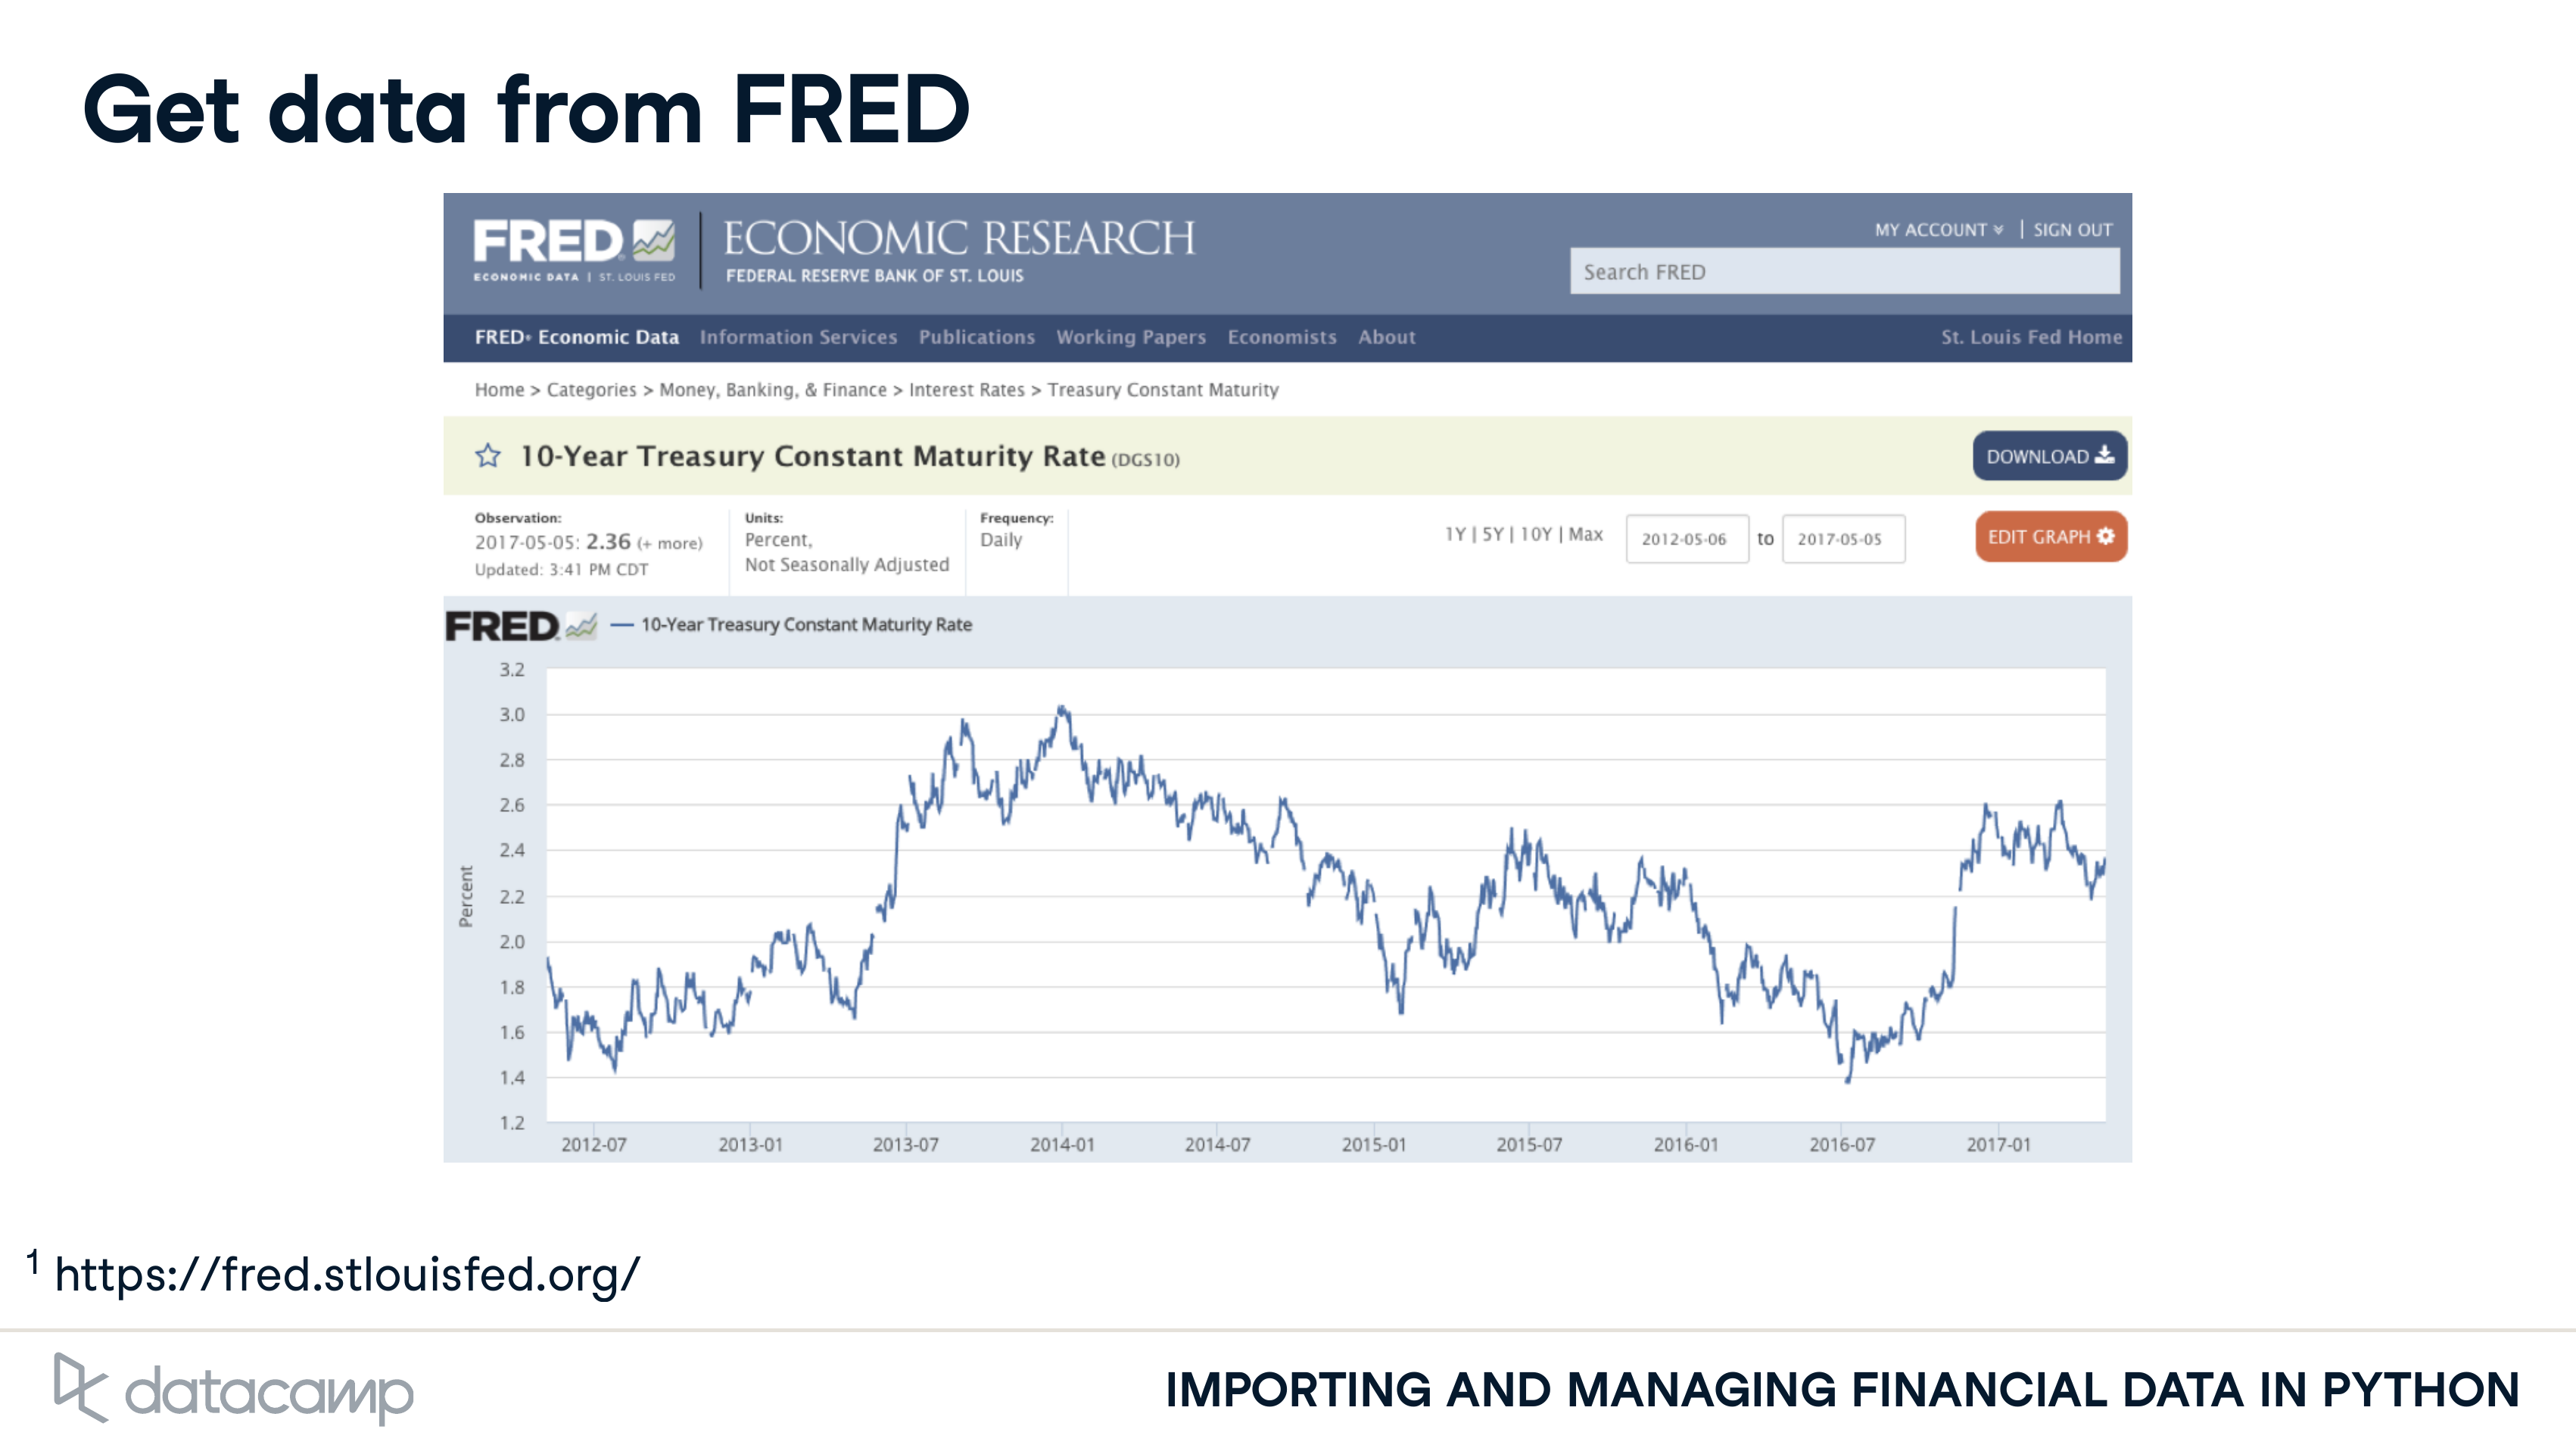 Get data from FRED
FRED
ECONOMIC DATA | ST. LOUIS FED
ECONOMIC RESEARCH
FEDERAL RESERVE BANK OF ST. LOUIS
MY ACCOUNT | SIGN OUT
Search FRED
FRED® Economic Data Information Services Publications Working Papers Economists About St. Louis Fed Home
Home > Categories > Money, Banking, & Finance > Interest Rates > Treasury Constant Maturity
10-Year Treasury Constant Maturity Rate (DGS10)
DOWNLOAD
Observation:
2017-05-05: 2.36 (+ more)
Updated: 3:41 PM CDT
Units:
Percent,
Not Seasonally Adjusted
Frequency:
Daily
1Y | 5Y | 10Y | Max 2012-05-06 to 2017-05-05
EDIT GRAPH
FRED 10-Year Treasury Constant Maturity Rate
Percent
3.2
3.0
2.8
2.6
2.4
2.2
2.0
1.8
1.6
1.4
1.2
2012-07 2013-01 2013-07 2014-01 2014-07 2015-01 2015-07 2016-01 2016-07 2017-01
1 https://fred.stlouisfed.org/
datacamp
IMPORTING AND MANAGING FINANCIAL DATA IN PYTHON